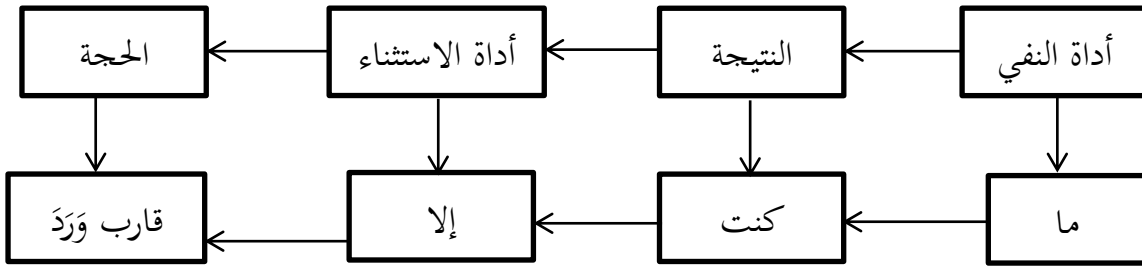 أداة النفي
النتيجة
أداة الاستثناء
الحجة
ما
كنت
إلا
قارب وَرَدَ